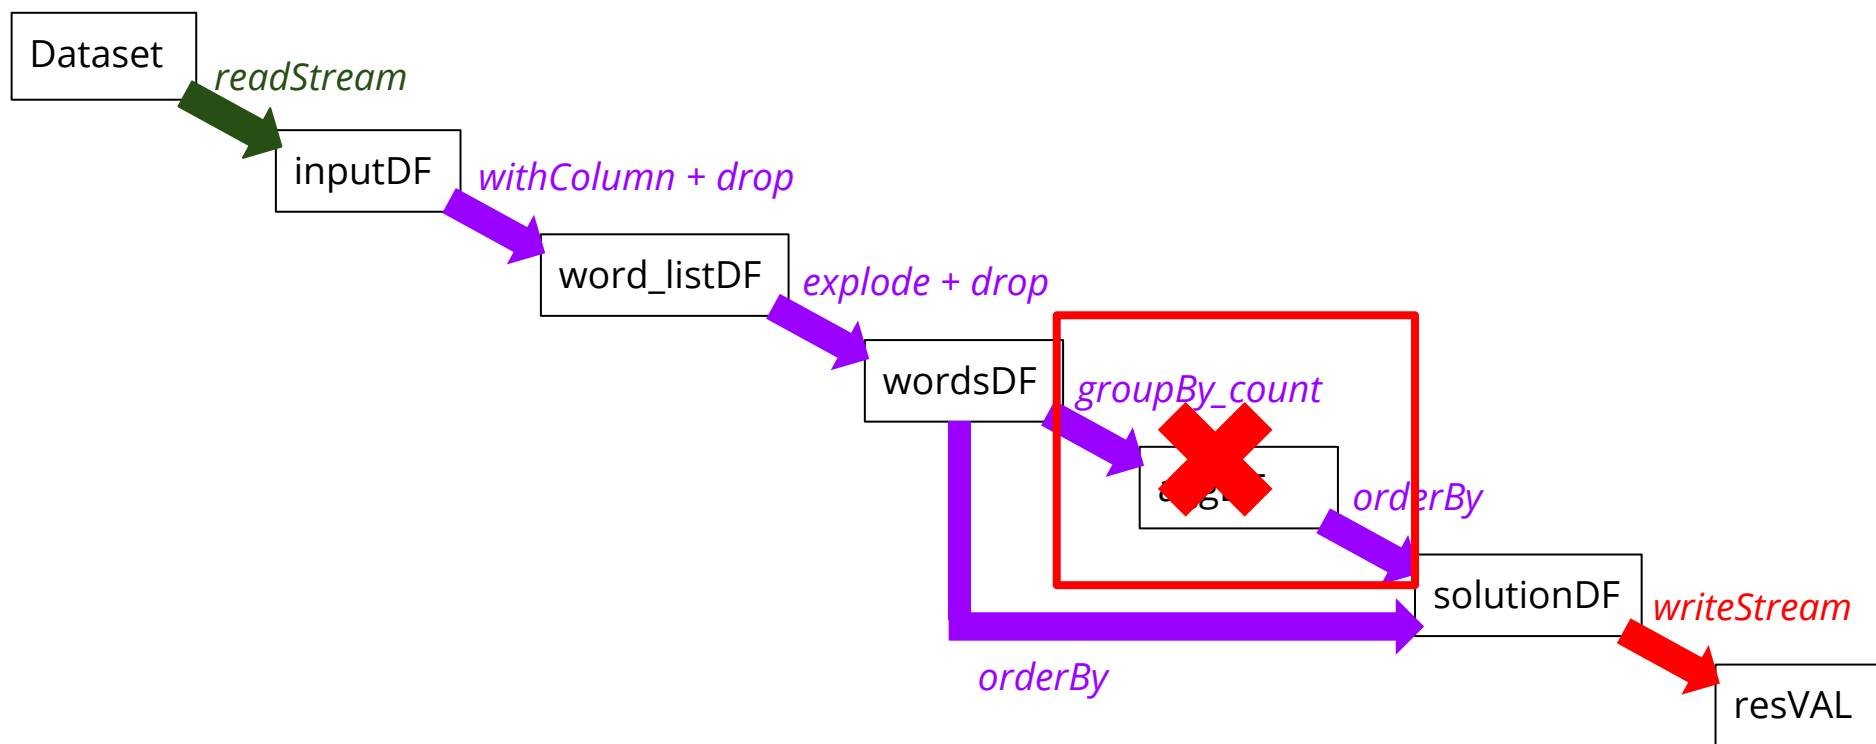 Dataset
readStream
inputDF
withColumn + drop
word_listDF
explode + drop
wordsDF
groupBy_count
orderBy
solutionDF
writeStream
orderBy
resVAL